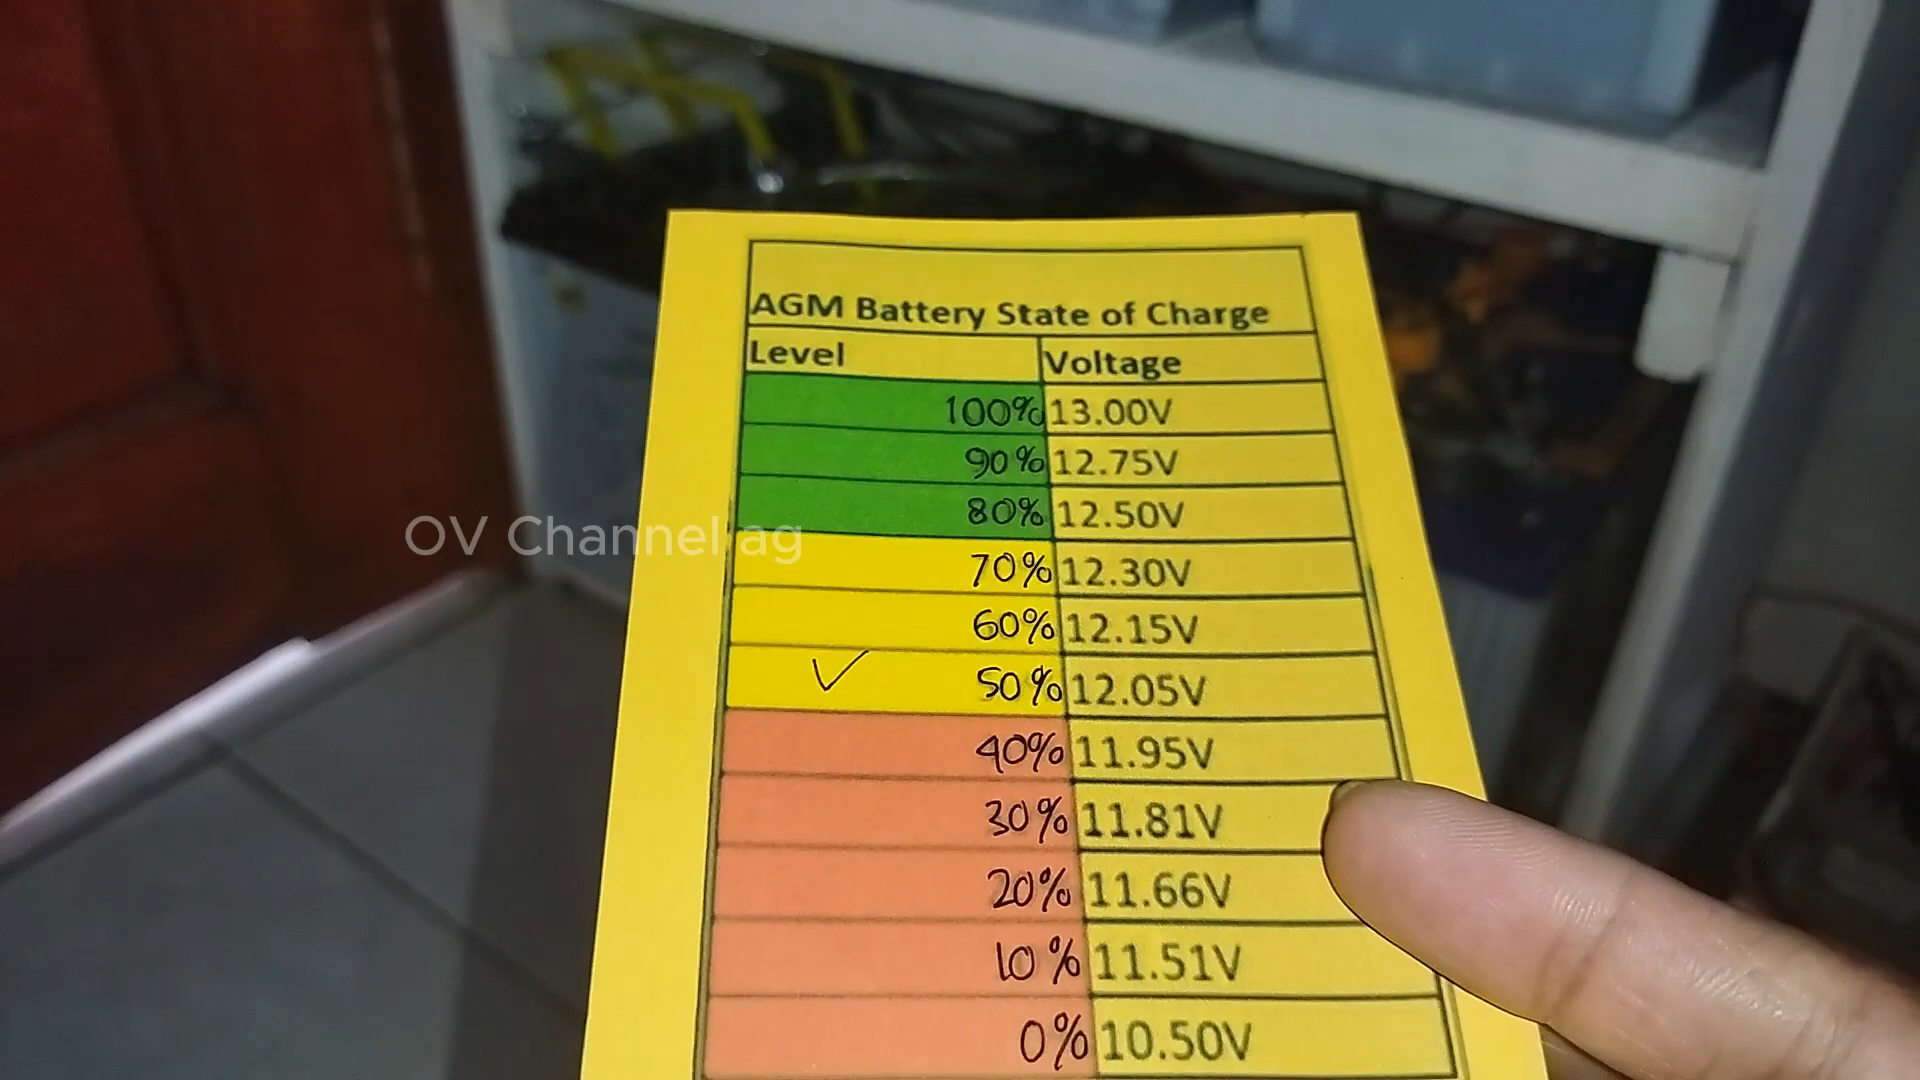 AGM Battery State of Charge
Level Voltage
100% 13.00V
90% 12.75V
80% 12.50V
OV Channel ag
70% 12.30V
60% 12.15V
✓ 50% 12.05V
40% 11.95V
30% 11.81V
20% 11.66V
10% 11.51V
0% 10.50V